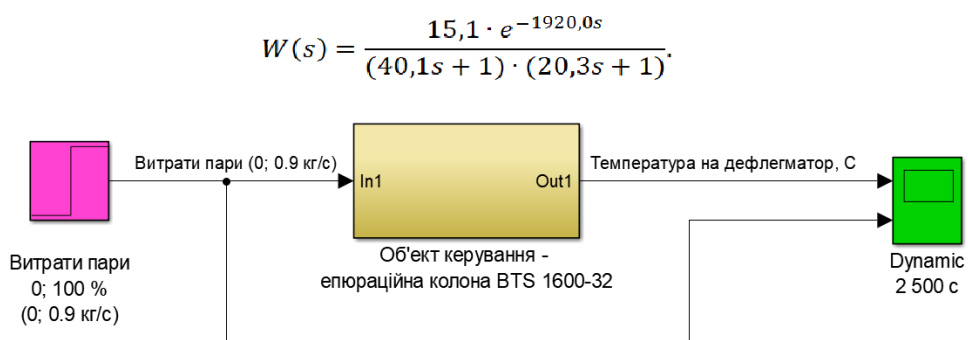 W(s) = 15,1 · e^{−1920,0s} / (40,1s + 1) · (20,3s + 1).
Витрати пари (0; 0.9 кг/с)
Температура на дефлегматор, С
In1
Out1
Витрати пари
0; 100 %
(0; 0.9 кг/с)
Об'ект керування -
епюраційна колона BTS 1600-32
Dynamic
2 500 с